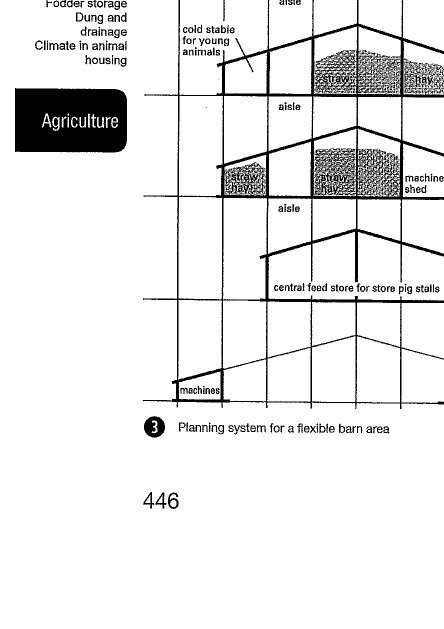 Fodder storage
Dung and
drainage
Climate in animal
housing
Agriculture
aisle
cold stable
for young
animals
straw
hay
aisle
straw
hay
straw
hay
machine
shed
aisle
central feed store for store pig stalls
machines
3 Planning system for a flexible barn area
446